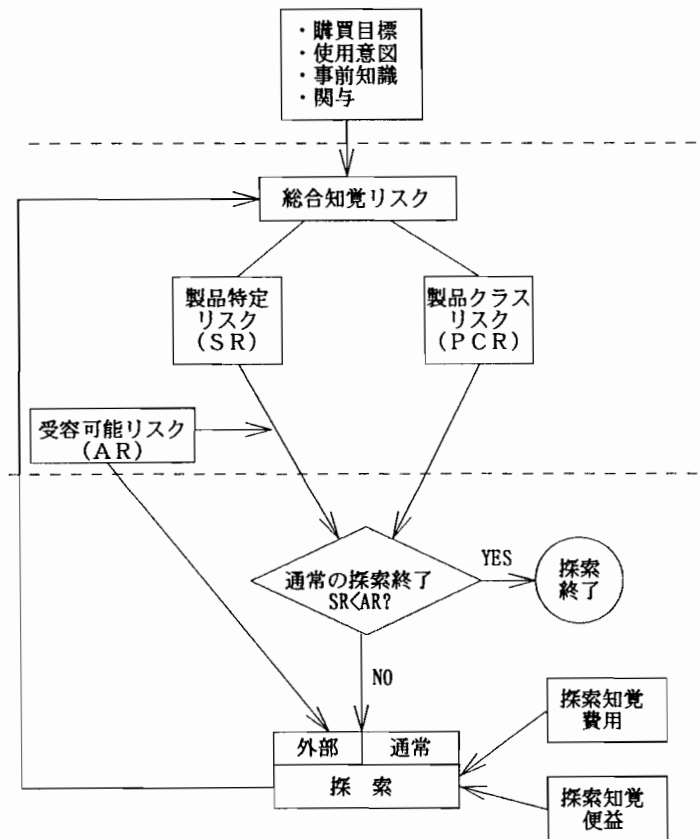 ・購買目標
・使用意図
・事前知識
・関与
総合知覚リスク
製品特定
リスク
(SR)
製品クラス
リスク
(PCR)
受容可能リスク
(AR)
通常の探索終了
SR<AR?
YES
探索
終了
NO
外部
通常
探 索
探索知覚
費用
探索知覚
便益